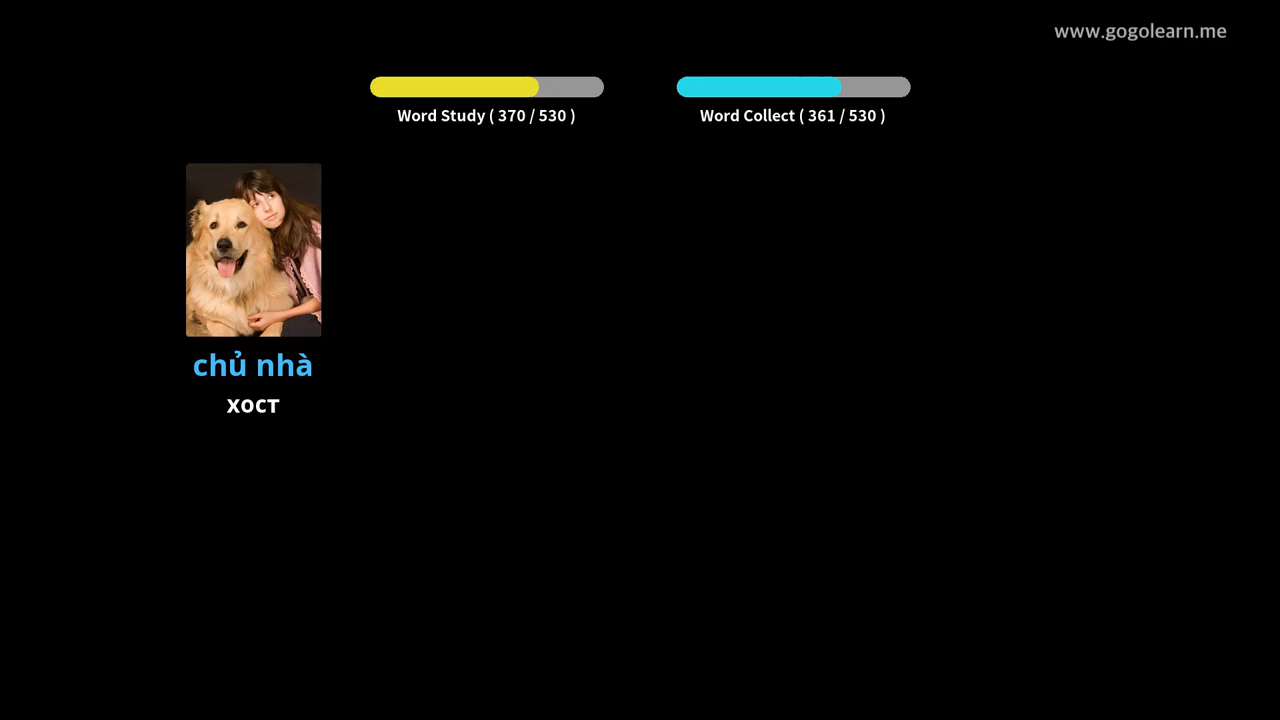 www.gogolearn.me
Word Study ( 370 / 530 )
Word Collect ( 361 / 530 )
chủ nhà
хост